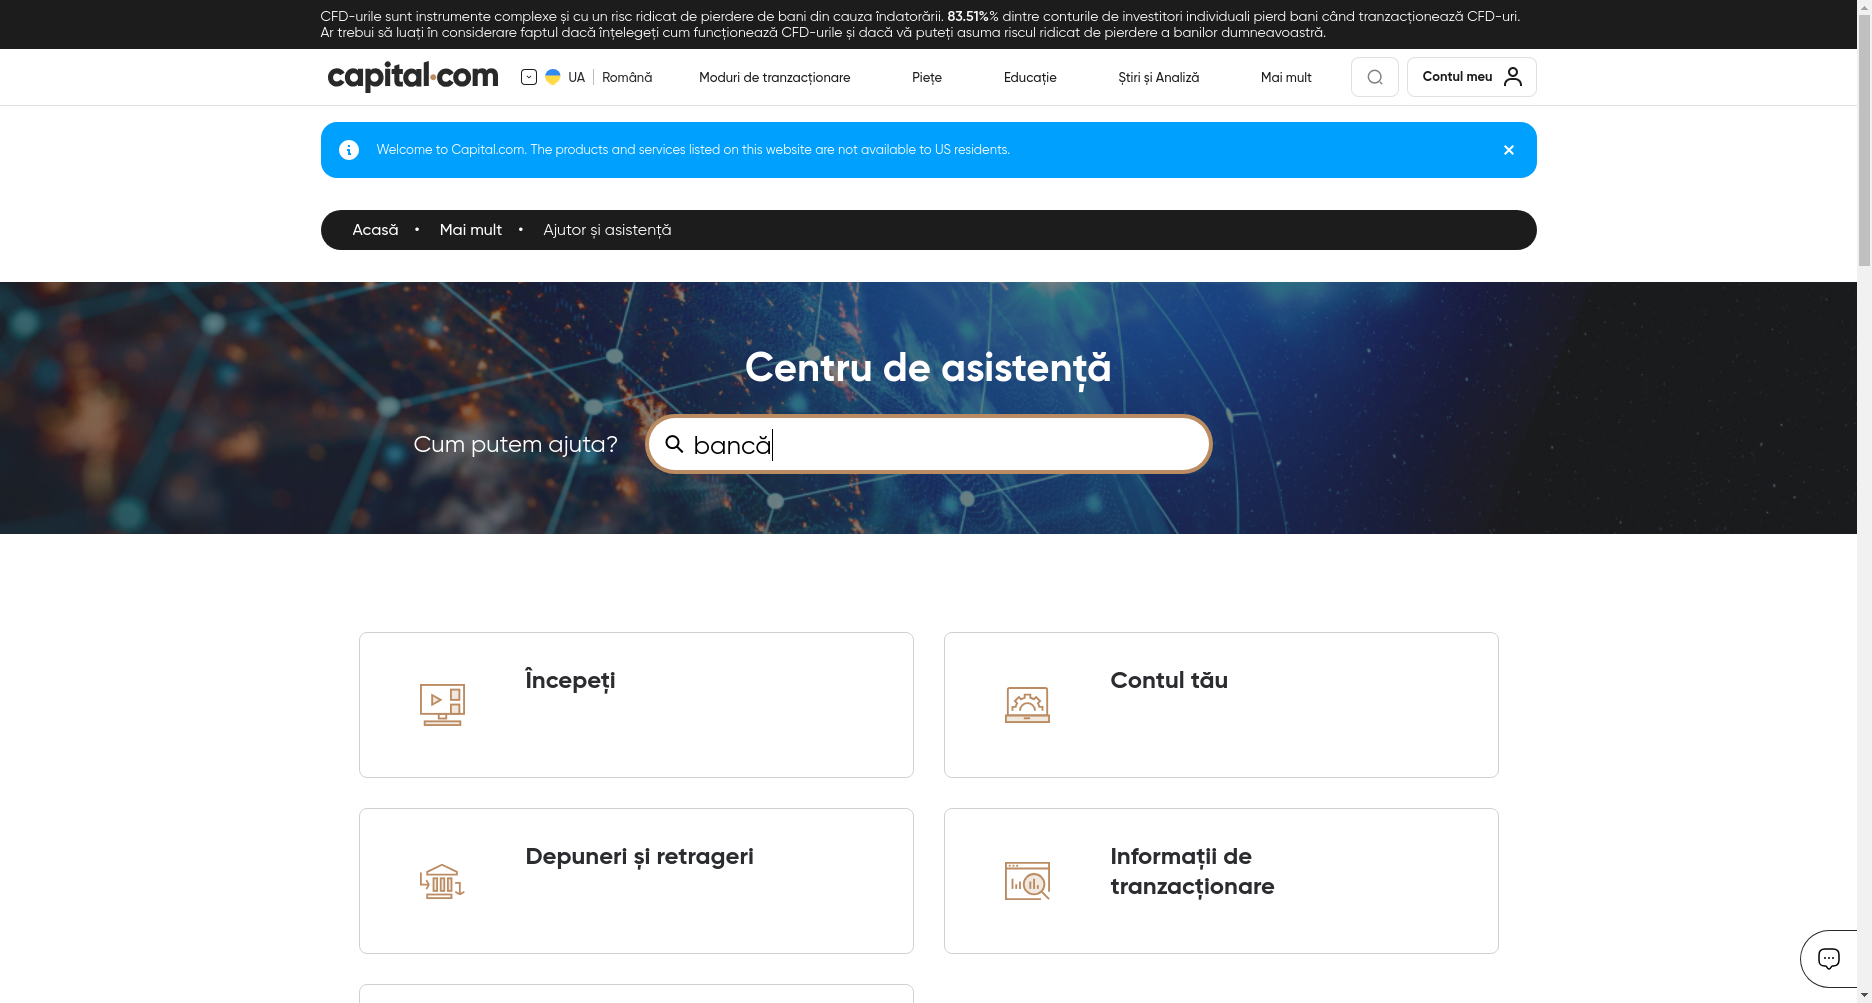 CFD-urile sunt instrumente complexe și cu un risc ridicat de pierdere de bani din cauza îndatorării. 83.51%% dintre conturile de investitori individuali pierd bani când tranzacționează CFD-uri.
Ar trebui să luați în considerare faptul dacă înțelegeți cum funcționează CFD-urile și dacă vă puteți asuma riscul ridicat de pierdere a banilor dumneavoastră.
capital.com UA Română Moduri de tranzacționare Piețe Educație Știri și Analiză Mai mult Contul meu
Welcome to Capital.com. The products and services listed on this website are not available to US residents.
Acasă • Mai mult • Ajutor și asistență
Centru de asistență
Cum putem ajuta? bancă
Începeți
Contul tău
Depuneri și retrageri
Informații de
tranzacționare